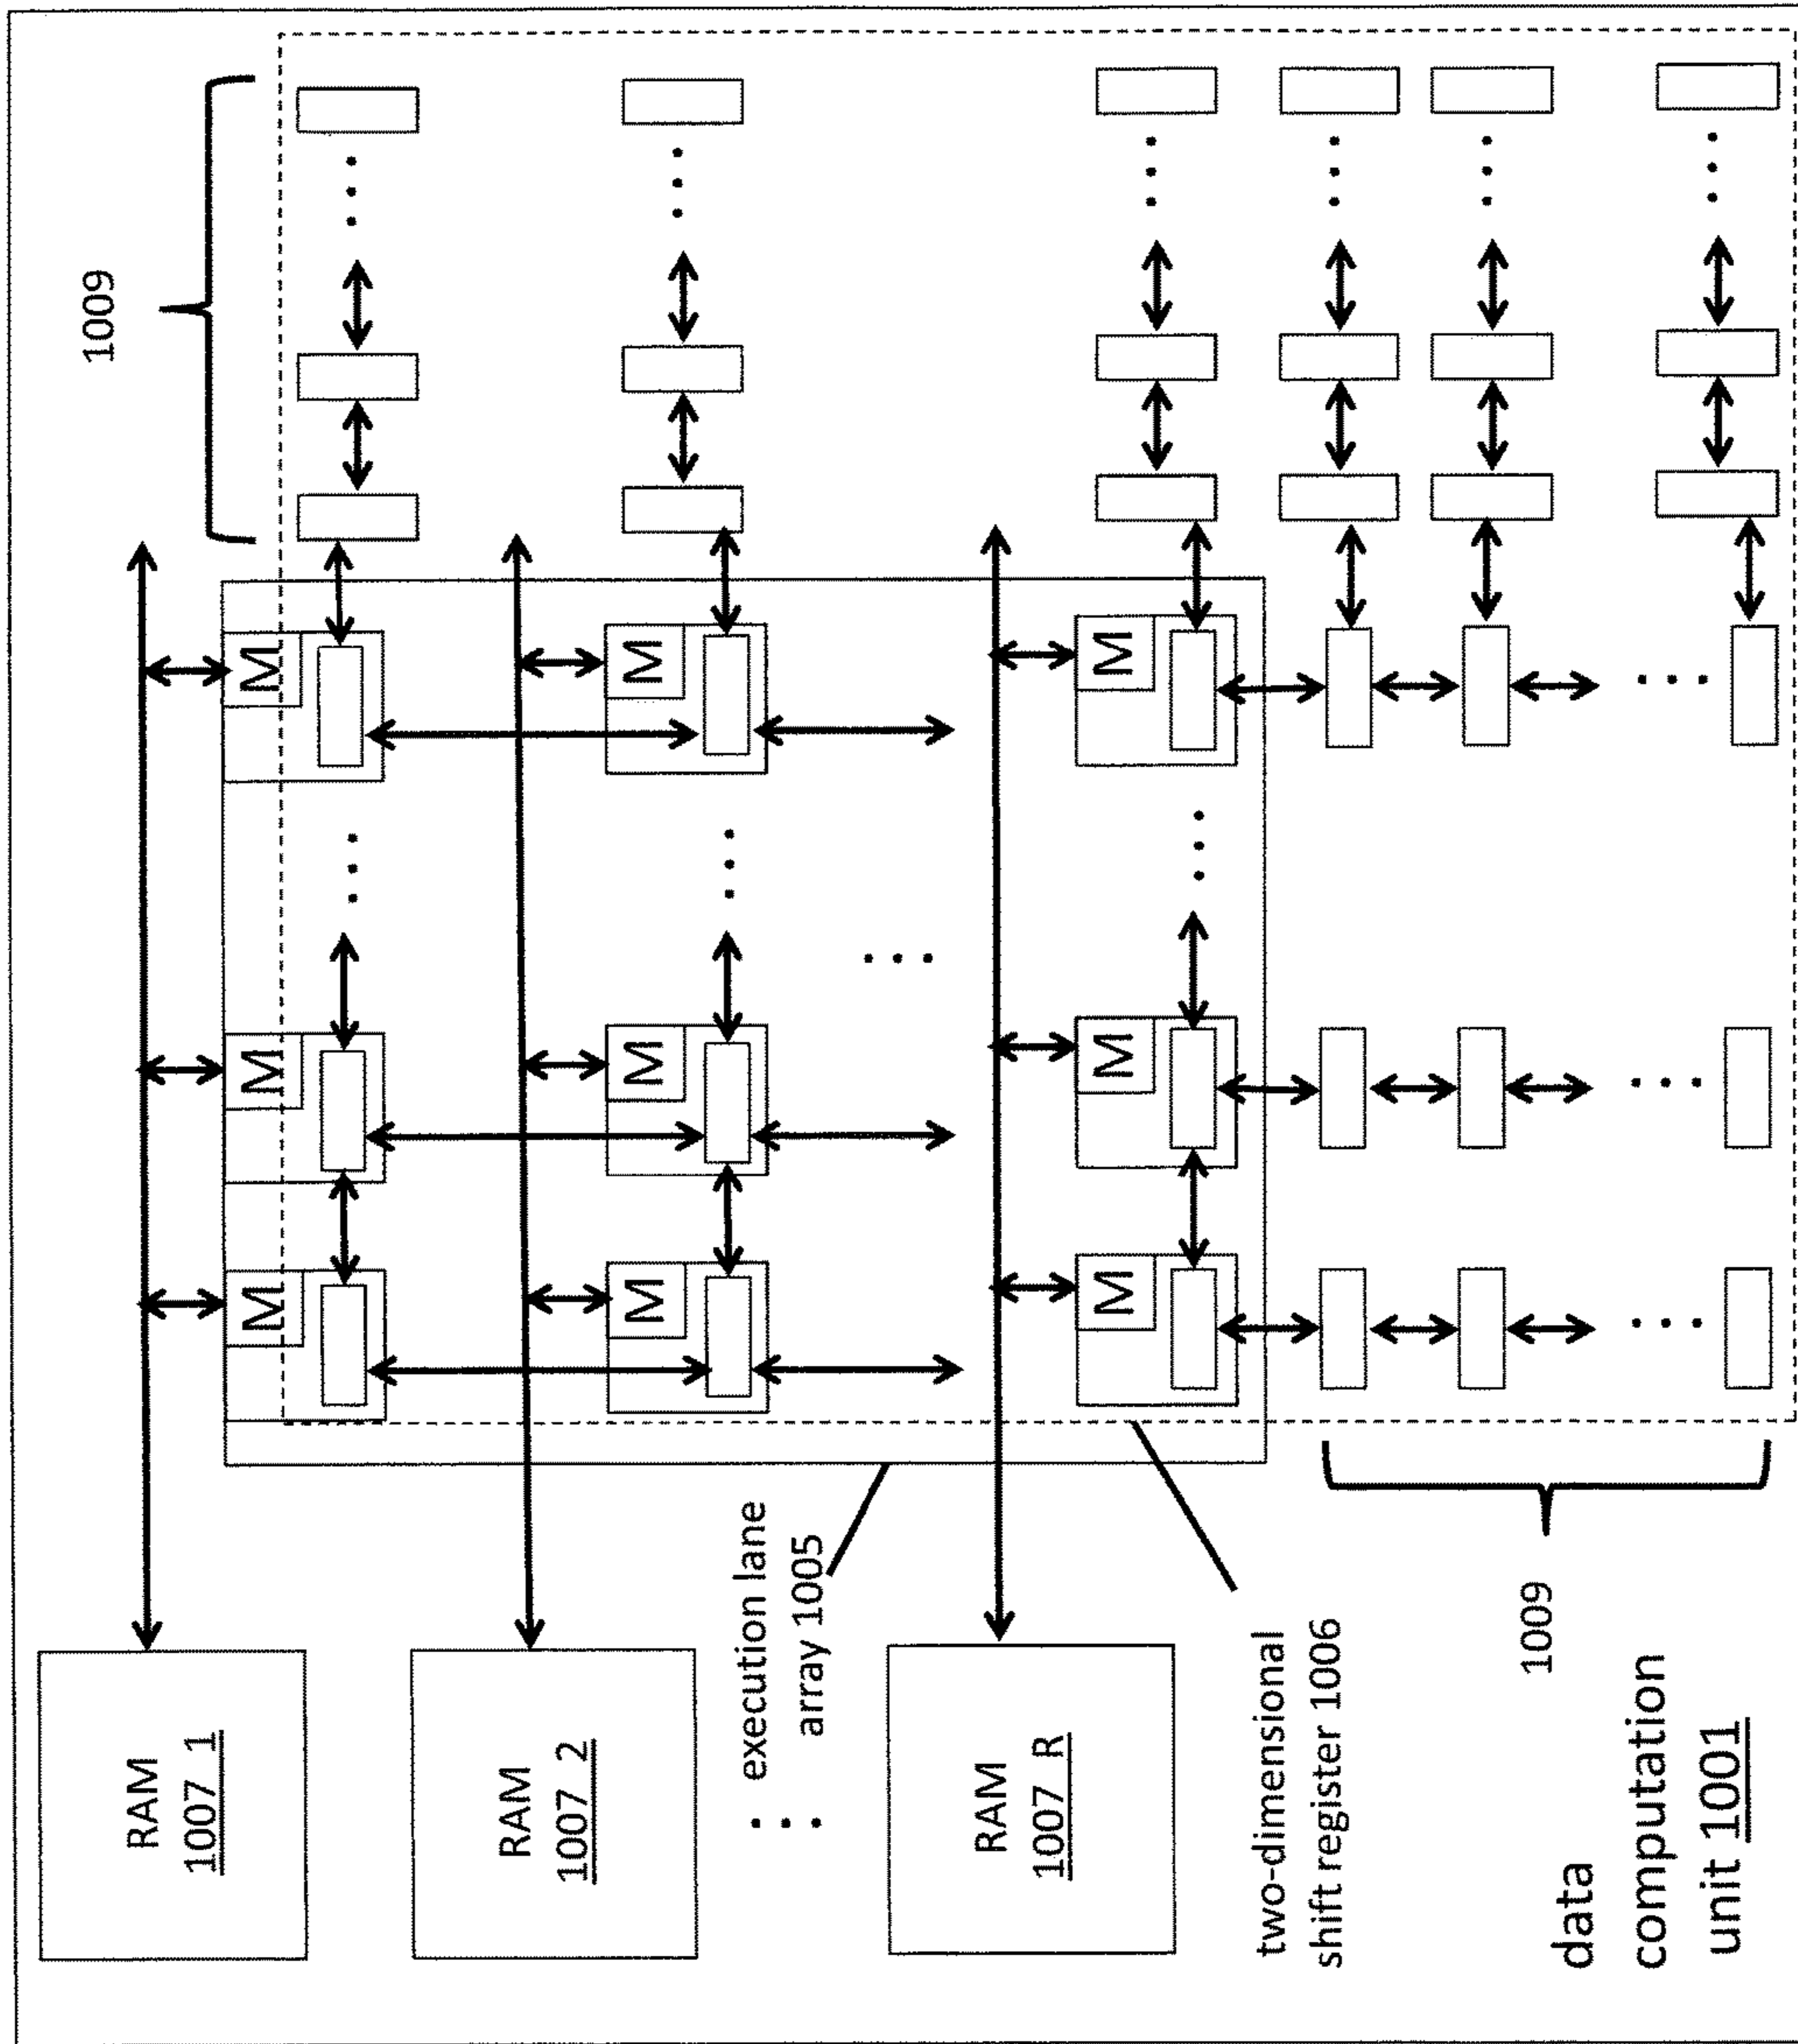 1009
RAM
1007_1
M
M
M
RAM
1007_2
M
M
M
execution lane
array 1005
RAM
1007_R
M
M
M
two-dimensional
shift register 1006
1009
data
computation
unit 1001